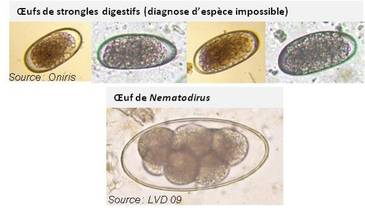 Œufs de strongles digestifs (diagnose d’espèce impossible)
Source : Oniris
Œuf de Nematodirus
Source : LVD 09